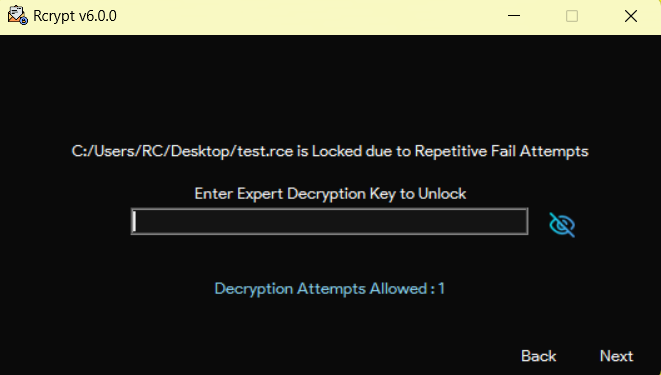 Rcrypt v6.0.0
C:/Users/RC/Desktop/test.rce is Locked due to Repetitive Fail Attempts
Enter Expert Decryption Key to Unlock
Decryption Attempts Allowed : 1
Back Next